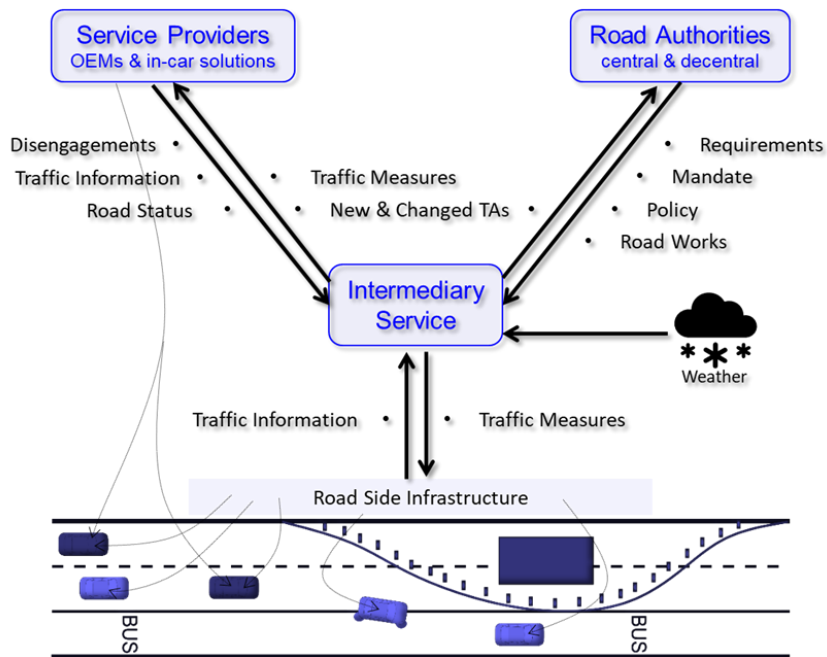 Service Providers
OEMs & in-car solutions
Road Authorities
central & decentral
Disengagements •
Traffic Information •
Road Status •
• Traffic Measures
• New & Changed TAs •
• Requirements
• Mandate
• Policy
• Road Works
Intermediary
Service
Weather
Traffic Information •
• Traffic Measures
Road Side Infrastructure
BUS
BUS